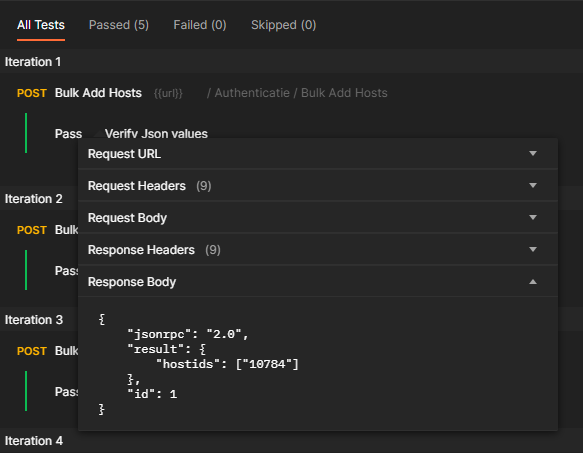 All Tests Passed (5) Failed (0) Skipped (0)
Iteration 1
POST Bulk Add Hosts {{url}} / Authenticatie / Bulk Add Hosts
Pass Verify Json values
Request URL
Request Headers (9)
Iteration 2
Request Body
POST Bulk
Response Headers (9)
Pass
Response Body
Iteration 3
{
"jsonrpc": "2.0",
"result": {
POST Bulk
"hostids": ["10784"]
},
Pass
"id": 1
}
Iteration 4